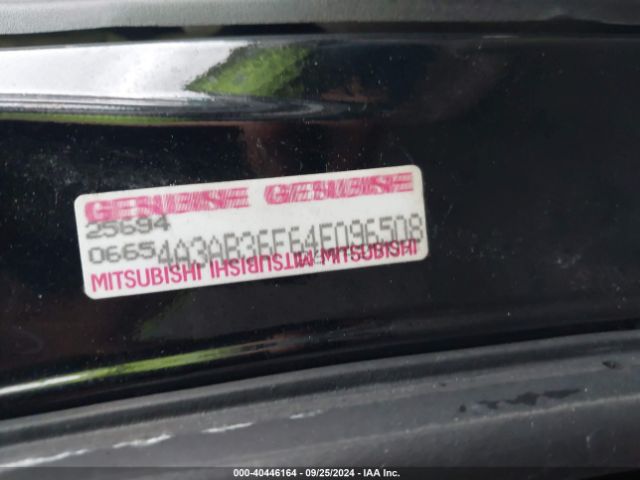 GENUINE GENUINE
25694
0665 4A3AB36F64E096508
MITSUBISHI MITSUBISHI MITSUBISHI
000-40446164 / 09/25/2024 - IAA Inc.